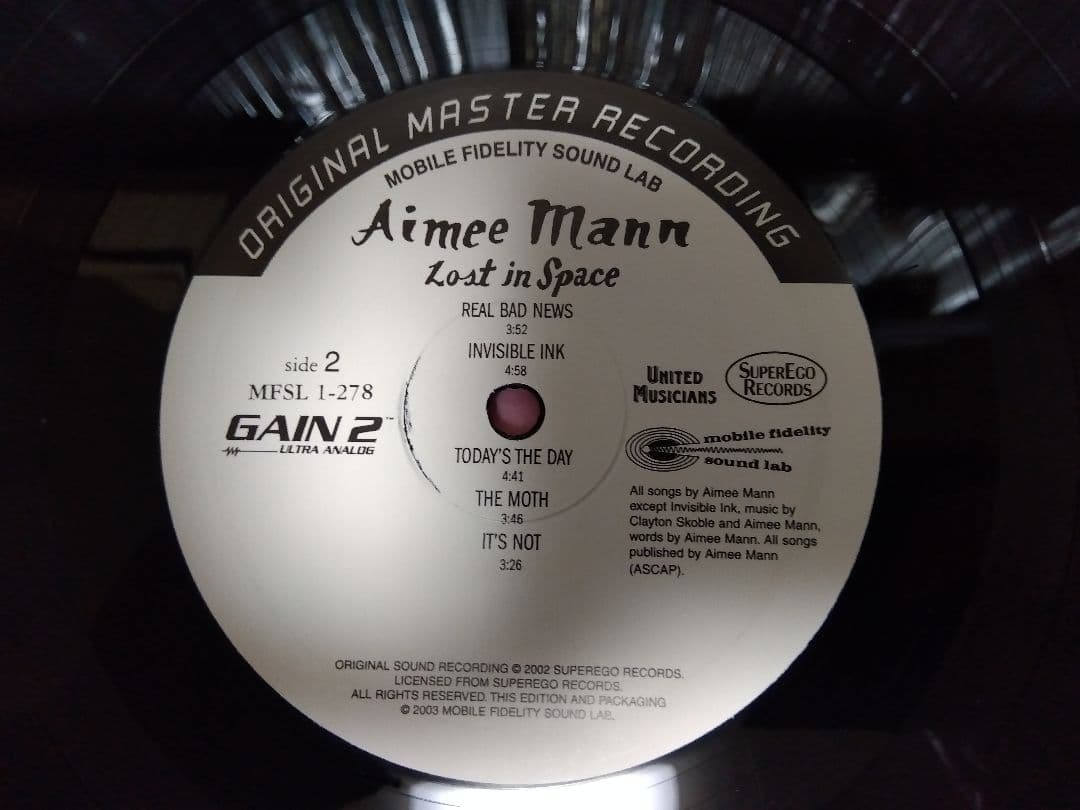 ORIGINAL MASTER RECORDING
MOBILE FIDELITY SOUND LAB
Aimee Mann
Lost in Space
REAL BAD NEWS
3:52
INVISIBLE INK
4:58
TODAY'S THE DAY
4:41
THE MOTH
3:46
IT'S NOT
3:26
side 2
MFSL 1-278
GAIN 2™
ULTRA ANALOG
UNITED
MUSICIANS
SUPEREGO
RECORDS
mobile fidelity
sound lab
All songs by Aimee Mann
except Invisible Ink, music by
Clayton Skoble and Aimee Mann,
words by Aimee Mann. All songs
published by Aimee Mann
(ASCAP).
ORIGINAL SOUND RECORDING © 2002 SUPEREGO RECORDS.
LICENSED FROM SUPEREGO RECORDS.
ALL RIGHTS RESERVED. THIS EDITION AND PACKAGING
© 2003 MOBILE FIDELITY SOUND LAB.